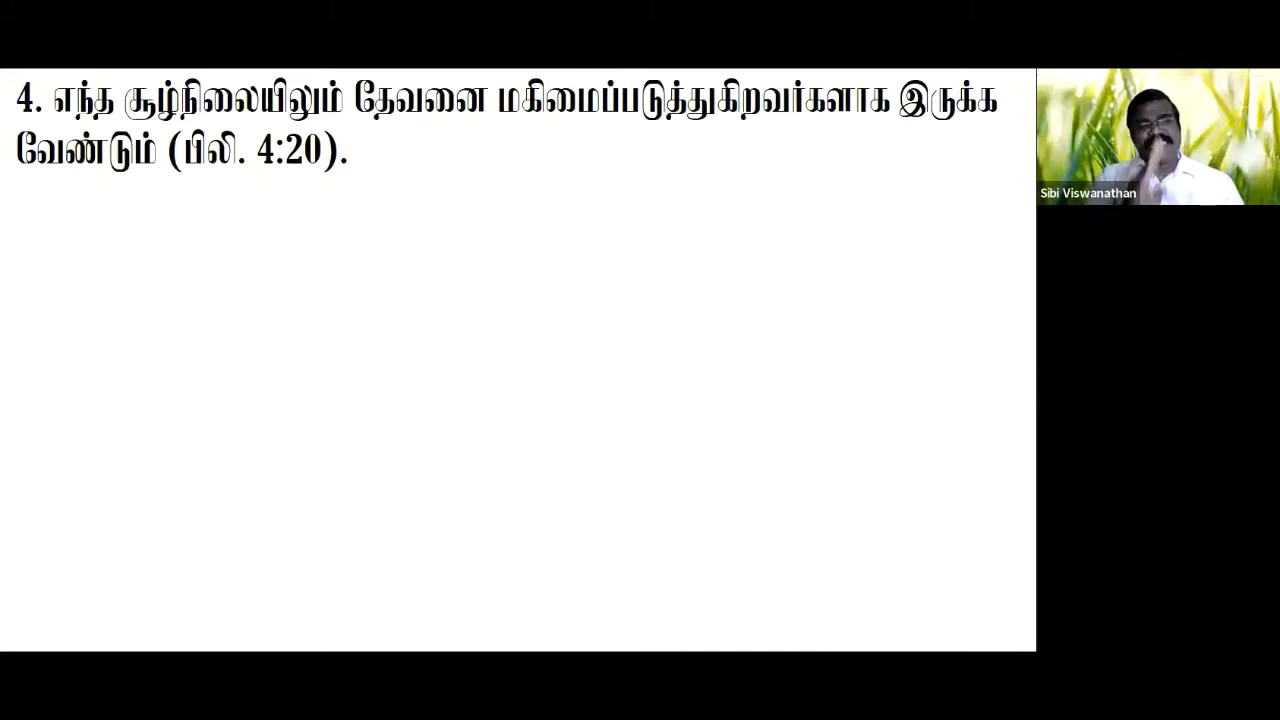 4. எந்த சூழ்நிலையிலும் தேவனை மகிமைப்படுத்துகிறவர்களாக இருக்க
வேண்டும் (பிலி. 4:20).
Sibi Viswanathan